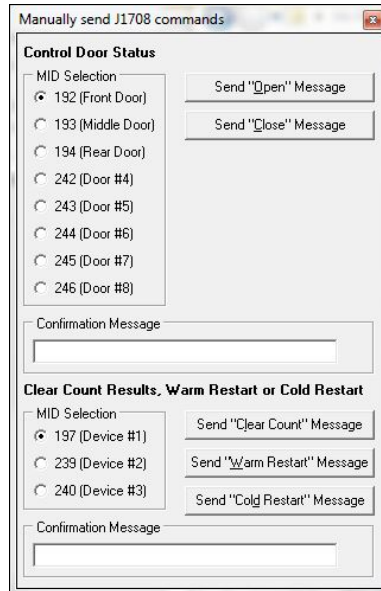 Manually send J1708 commands
Control Door Status
MID Selection
192 (Front Door)
193 (Middle Door)
194 (Rear Door)
242 (Door #4)
243 (Door #5)
244 (Door #6)
245 (Door #7)
246 (Door #8)
Send "Open" Message
Send "Close" Message
Confirmation Message
Clear Count Results, Warm Restart or Cold Restart
MID Selection
197 (Device #1)
239 (Device #2)
240 (Device #3)
Send "Clear Count" Message
Send "Warm Restart" Message
Send "Cold Restart" Message
Confirmation Message